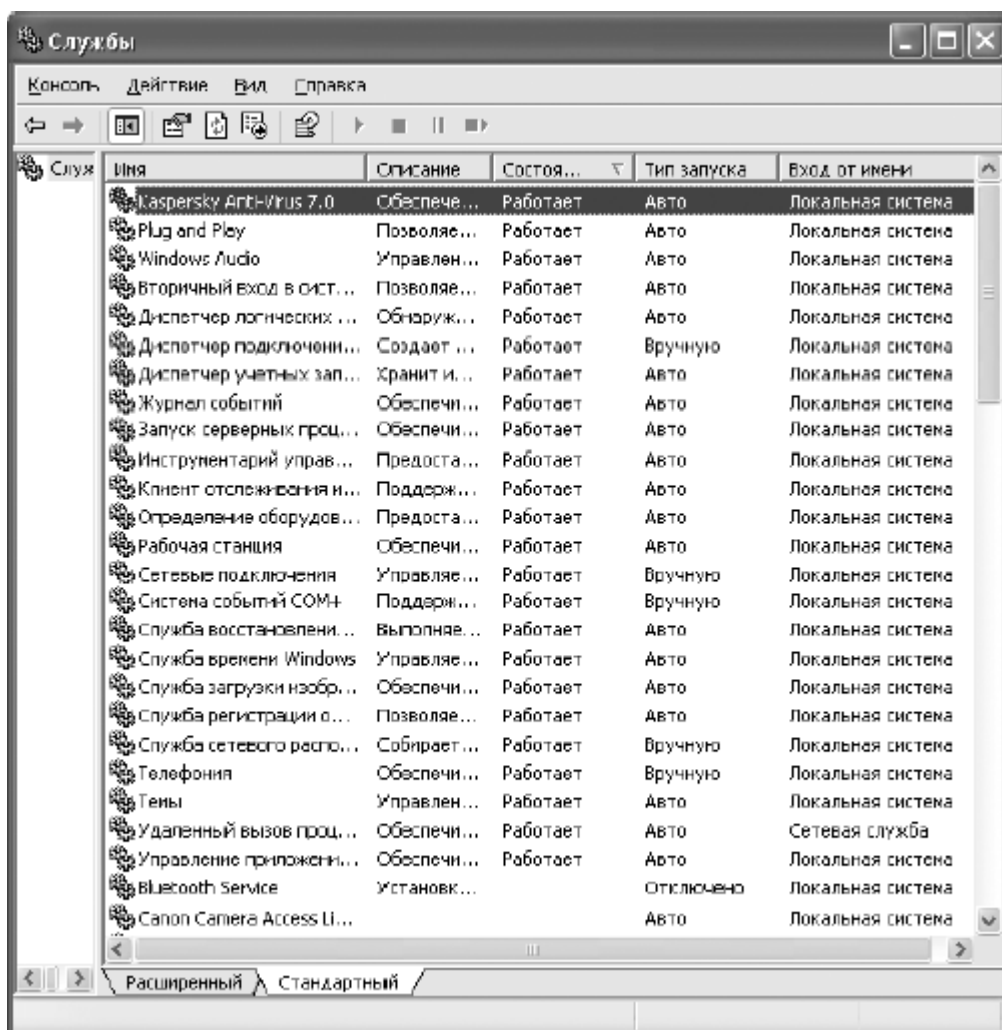 Службы
Консоль Действие Вид Справка
Служ Имя Описание Состоя... Тип запуска Вход от имени
Kaspersky Anti-Virus 7.0 Обеспече... Работает Авто Локальная система
Plug and Play Позволяе... Работает Авто Локальная система
Windows Audio Управлен... Работает Авто Локальная система
Вторичный вход в сист... Позволяе... Работает Авто Локальная система
Диспетчер логических ... Обнаруж... Работает Авто Локальная система
Диспетчер подключени... Создает ... Работает Вручную Локальная система
Диспетчер учетных зап... Хранит и... Работает Авто Локальная система
Журнал событий Обеспечи... Работает Авто Локальная система
Запуск серверных проц... Обеспечи... Работает Авто Локальная система
Инструментарий управ... Предоста... Работает Авто Локальная система
Клиент отслеживания и... Поддерж... Работает Авто Локальная система
Определение оборудов... Предоста... Работает Авто Локальная система
Рабочая станция Обеспечи... Работает Авто Локальная система
Сетевые подключения Управляе... Работает Вручную Локальная система
Система событий COM+ Поддерж... Работает Вручную Локальная система
Служба восстановлени... Выполняе... Работает Авто Локальная система
Служба времени Windows Управляе... Работает Авто Локальная система
Служба загрузки изобр... Обеспечи... Работает Авто Локальная система
Служба регистрации о... Позволяе... Работает Авто Локальная система
Служба сетевого распо... Собирает... Работает Вручную Локальная система
Телефония Обеспечи... Работает Вручную Локальная система
Темы Управлен... Работает Авто Локальная система
Удаленный вызов проц... Обеспечи... Работает Авто Сетевая служба
Управление приложени... Обеспечи... Работает Авто Локальная система
Bluetooth Service Установк... Отключено Локальная система
Canon Camera Access Li... Авто Локальная система
Расширенный Стандартный